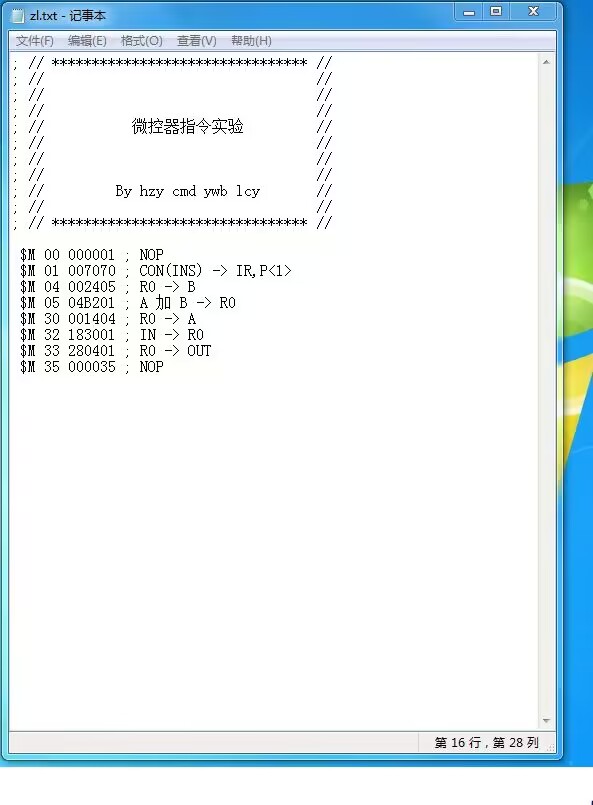 zl.txt - 记事本
文件(F) 编辑(E) 格式(O) 查看(V) 帮助(H)
; // ******************************** //
; // //
; // //
; // //
; // 微控器指令实验 //
; // //
; // //
; // //
; // By hzy cmd ywb lcy //
; // //
; // ******************************** //
$M 00 000001 ; NOP
$M 01 007070 ; CON(INS) -> IR,P<1>
$M 04 002405 ; R0 -> B
$M 05 04B201 ; A 加 B -> R0
$M 30 001404 ; R0 -> A
$M 32 183001 ; IN -> R0
$M 33 280401 ; R0 -> OUT
$M 35 000035 ; NOP
第 16 行，第 28 列